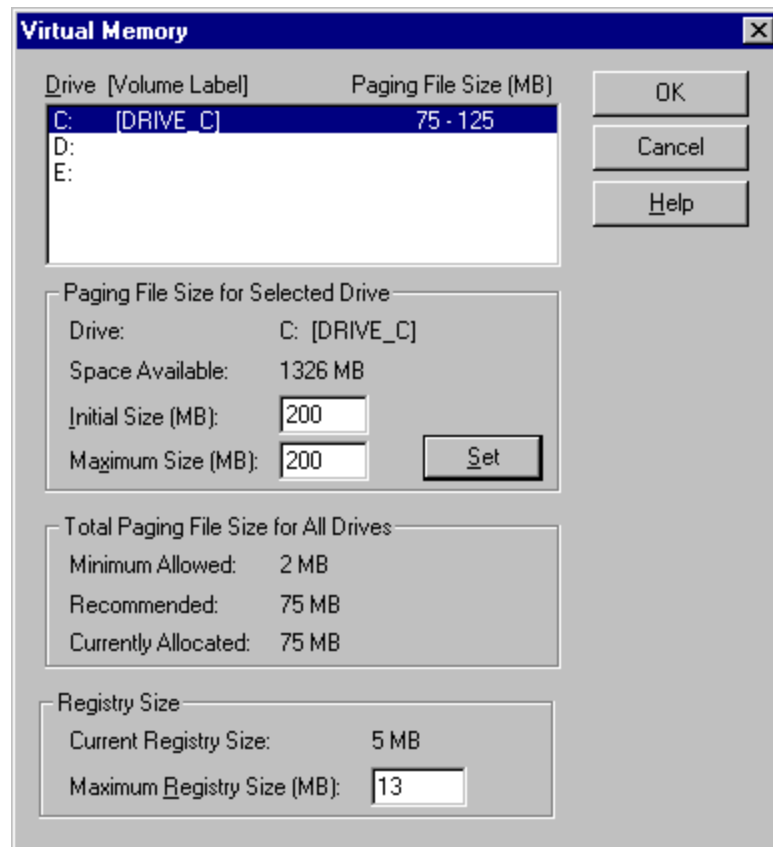 Virtual Memory
Drive [Volume Label] Paging File Size (MB)
OK
C: [DRIVE_C] 75 - 125
D:
Cancel
E:
Help
Paging File Size for Selected Drive
Drive: C: [DRIVE_C]
Space Available: 1326 MB
Initial Size (MB): 200
Maximum Size (MB): 200
Set
Total Paging File Size for All Drives
Minimum Allowed: 2 MB
Recommended: 75 MB
Currently Allocated: 75 MB
Registry Size
Current Registry Size: 5 MB
Maximum Registry Size (MB): 13